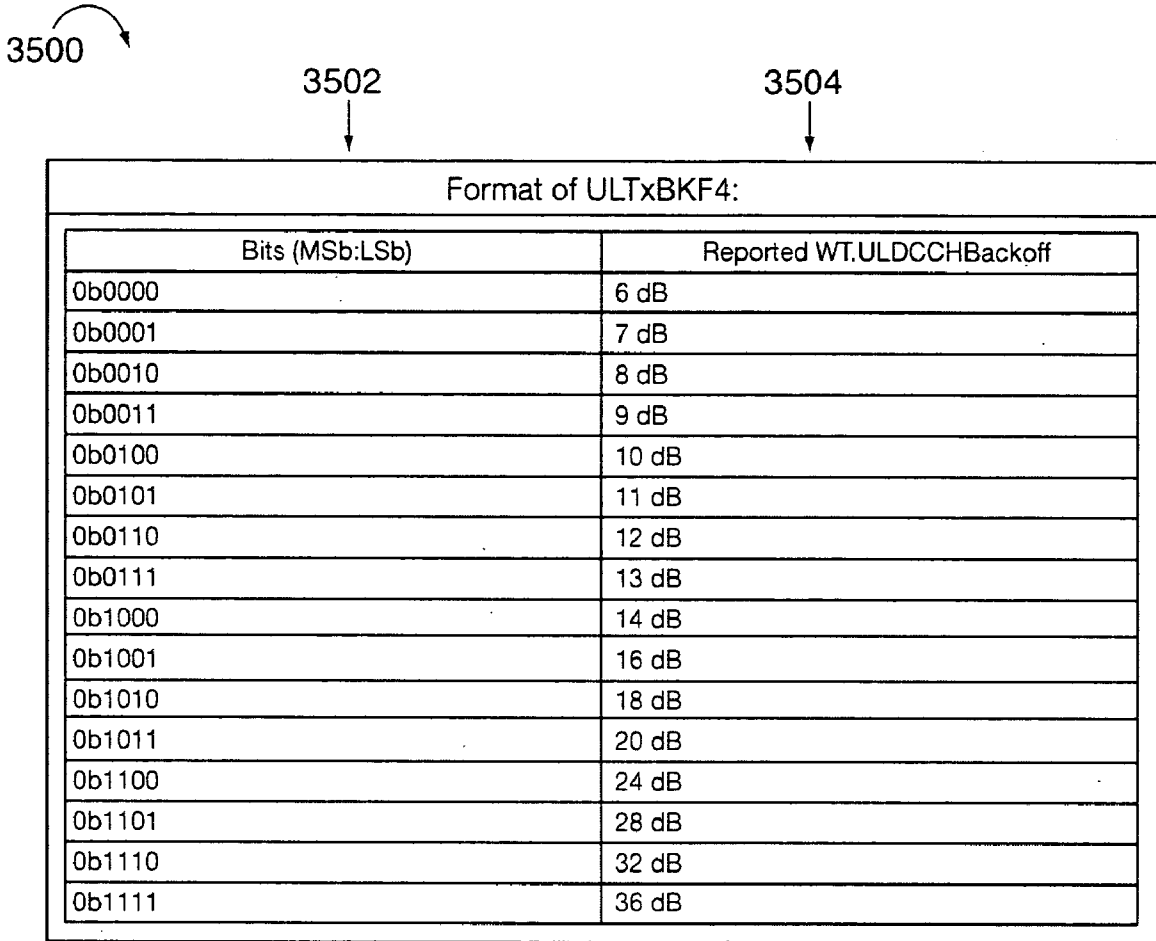 3500
3502 3504
Format of ULTxBKF4:
Bits (MSb:LSb) Reported WT.ULDCCHBackoff
0b0000 6 dB
0b0001 7 dB
0b0010 8 dB
0b0011 9 dB
0b0100 10 dB
0b0101 11 dB
0b0110 12 dB
0b0111 13 dB
0b1000 14 dB
0b1001 16 dB
0b1010 18 dB
0b1011 20 dB
0b1100 24 dB
0b1101 28 dB
0b1110 32 dB
0b1111 36 dB